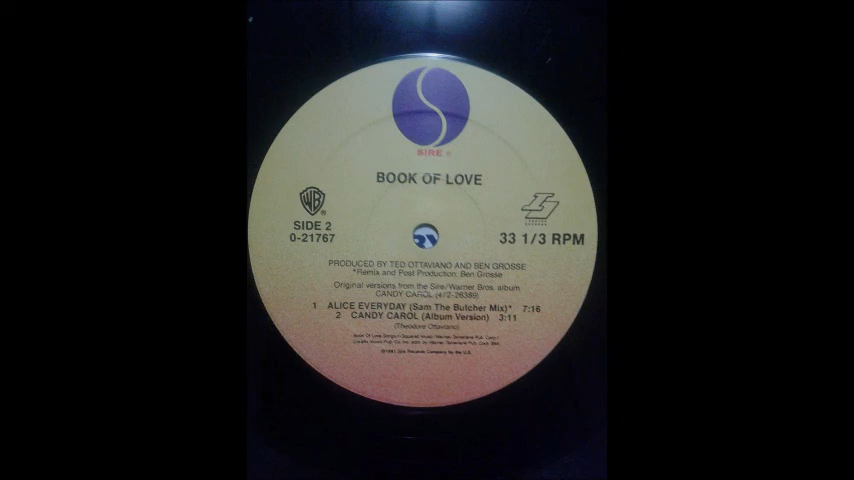 SIRE ®
BOOK OF LOVE
WB ®
SIDE 2
0-21767
33 1/3 RPM
PRODUCED BY TED OTTAVIANO AND BEN GROSSE
*Remix and Post Production: Ben Grosse
Original versions from the Sire/Warner Bros. album
CANDY CAROL (4/2-26389)
1 ALICE EVERYDAY (Sam The Butcher Mix)* 7:16
2 CANDY CAROL (Album Version) 3:11
(Theodore Ottaviano)